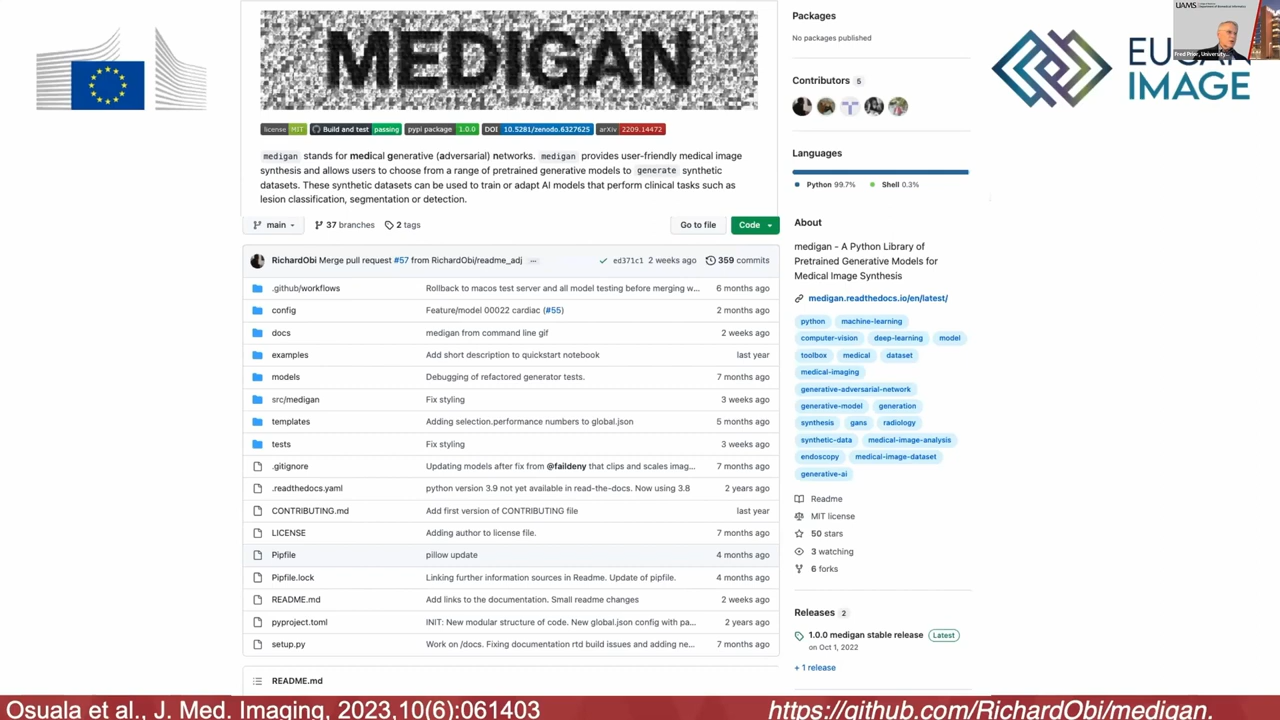 MEDIGAN
license MIT Build and test passing pypi package 1.0.0 DOI 10.5281/zenodo.6327625 arXiv 2209.14472
medigan stands for medical generative (adversarial) networks. medigan provides user-friendly medical image
synthesis and allows users to choose from a range of pretrained generative models to generate synthetic
datasets. These synthetic datasets can be used to train or adapt AI models that perform clinical tasks such as
lesion classification, segmentation or detection.
main 37 branches 2 tags Go to file Code
RichardObi Merge pull request #57 from RichardObi/readme_adj ... ed371c1 2 weeks ago 359 commits
.github/workflows Rollback to macos test server and all model testing before merging w... 6 months ago
config Feature/model 00022 cardiac (#55) 2 months ago
docs medigan from command line gif 2 weeks ago
examples Add short description to quickstart notebook last year
models Debugging of refactored generator tests. 7 months ago
src/medigan Fix styling 3 weeks ago
templates Adding selection.performance numbers to global.json 5 months ago
tests Fix styling 3 weeks ago
.gitignore Updating models after fix from @faildeny that clips and scales imag... 7 months ago
.readthedocs.yaml python version 3.9 not yet available in read-the-docs. Now using 3.8 2 years ago
CONTRIBUTING.md Add first version of CONTRIBUTING file last year
LICENSE Adding author to license file. 7 months ago
Pipfile pillow update 4 months ago
Pipfile.lock Linking further information sources in Readme. Update of pipfile. 4 months ago
README.md Add links to the documentation. Small readme changes 2 weeks ago
pyproject.toml INIT: New modular structure of code. New global.json config with pa... 2 years ago
setup.py Work on /docs. Fixing documentation rtd build issues and adding ne... 7 months ago
README.md
Packages
No packages published
Contributors 5
Languages
Python 99.7% Shell 0.3%
About
medigan - A Python Library of
Pretrained Generative Models for
Medical Image Synthesis
medigan.readthedocs.io/en/latest/
python machine-learning
computer-vision deep-learning model
toolbox medical dataset
medical-imaging
generative-adversarial-network
generative-model generation
synthesis gans radiology
synthetic-data medical-image-analysis
endoscopy medical-image-dataset
generative-ai
Readme
MIT license
50 stars
3 watching
6 forks
Releases 2
1.0.0 medigan stable release Latest
on Oct 1, 2022
+ 1 release
UAMS
Fred Prior, University...
IMAGE
Osuala et al., J. Med. Imaging, 2023,10(6):061403
https://github.com/RichardObi/medigan.